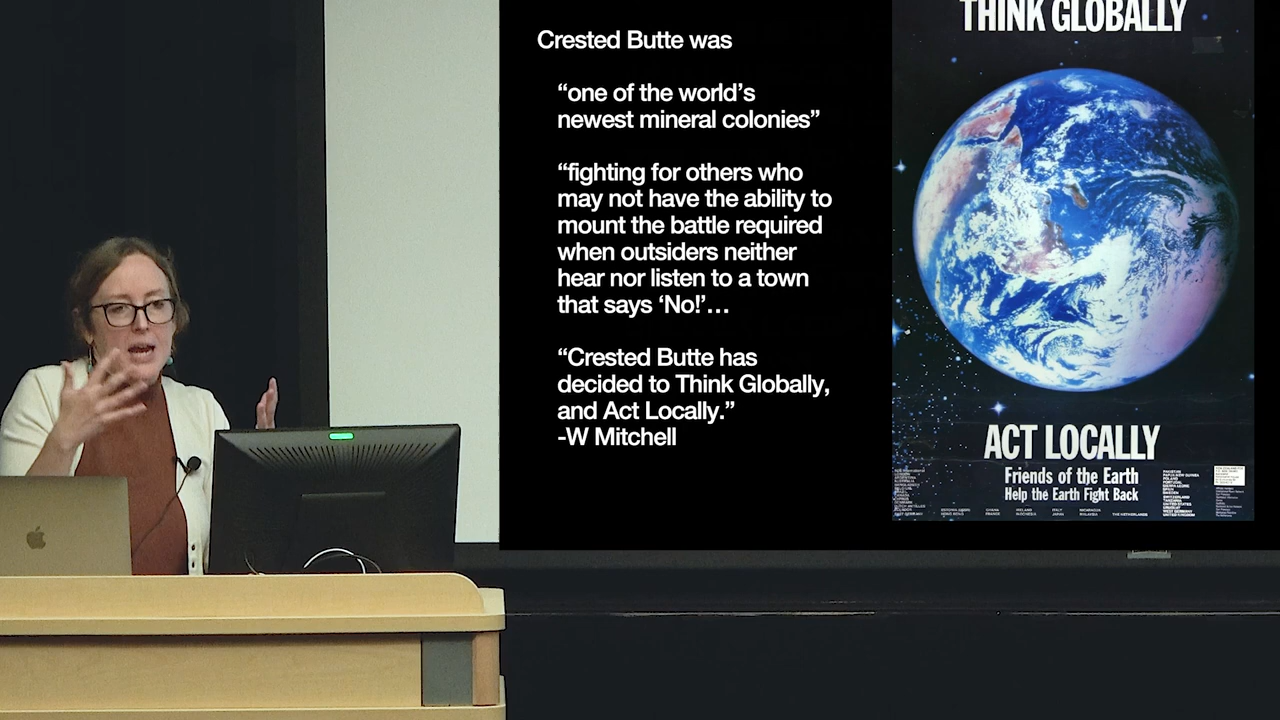 Crested Butte was
“one of the world’s
newest mineral colonies”
“fighting for others who
may not have the ability to
mount the battle required
when outsiders neither
hear nor listen to a town
that says ‘No!’…
“Crested Butte has
decided to Think Globally,
and Act Locally.”
-W Mitchell
THINK GLOBALLY
ACT LOCALLY
Friends of the Earth
Help the Earth Fight Back